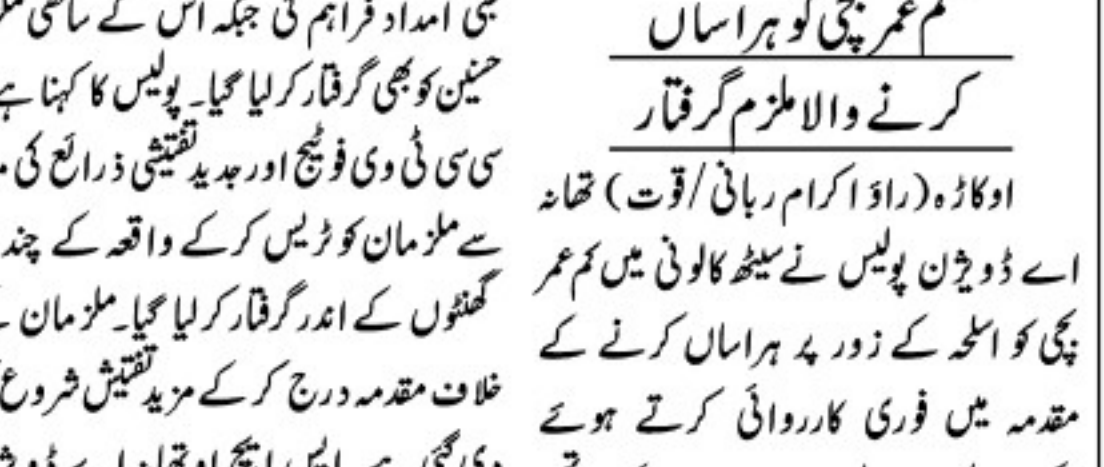 کم عمر بچی کو ہراساں
کرنے والا ملزم گرفتار
اوکاڑہ (راؤ اکرام ربانی/قوت) تھانہ
اے ڈویژن پولیس نے سیٹھ کالونی میں کم عمر
بچی کو اسلحہ کے زور پر ہراساں کرنے کے
مقدمہ میں فوری کارروائی کرتے ہوئے
بھی امداد فراہم کی جبکہ اس کے ساتھی
حسنین کو بھی گرفتار کرلیا گیا۔ پولیس کا کہنا ہے
سی سی ٹی وی فوٹیج اور جدید تفتیشی ذرائع کی
سے ملزمان کو ٹریس کرکے واقعہ کے چند
گھنٹوں کے اندر گرفتار کرلیا گیا۔ ملزمان
خلاف مقدمہ درج کرکے مزید تفتیش شروع